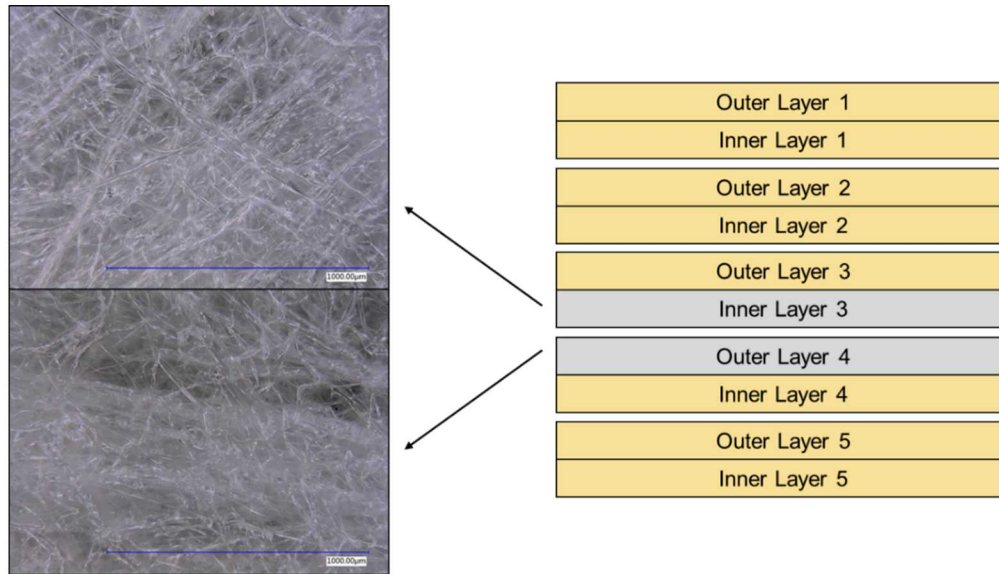 1000.00µm
1000.00µm
Outer Layer 1
Inner Layer 1
Outer Layer 2
Inner Layer 2
Outer Layer 3
Inner Layer 3
Outer Layer 4
Inner Layer 4
Outer Layer 5
Inner Layer 5